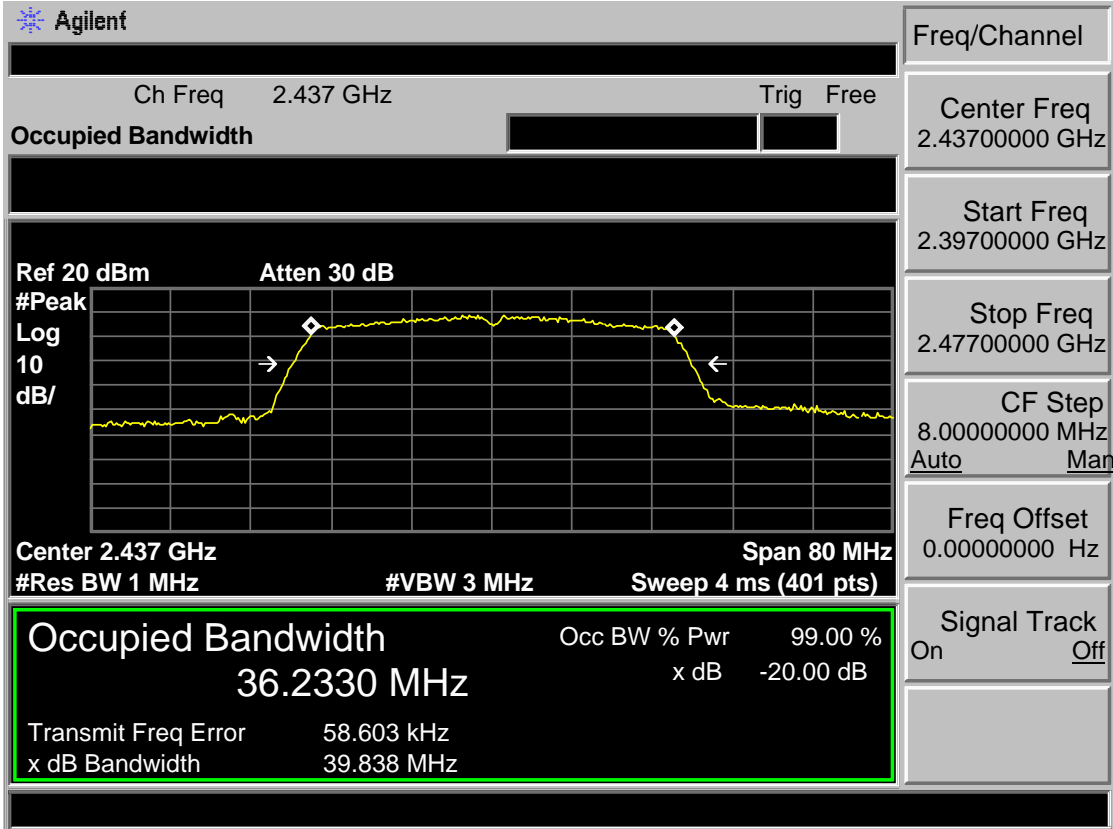 Agilent
Freq/Channel
Ch Freq 2.437 GHz Trig Free
Occupied Bandwidth
Center Freq
2.43700000 GHz
Start Freq
2.39700000 GHz
Ref 20 dBm Atten 30 dB
#Peak
Log
10
dB/
Stop Freq
2.47700000 GHz
CF Step
8.00000000 MHz
Auto Man
Center 2.437 GHz Span 80 MHz
#Res BW 1 MHz #VBW 3 MHz Sweep 4 ms (401 pts)
Freq Offset
0.00000000 Hz
Occupied Bandwidth Occ BW % Pwr 99.00 %
36.2330 MHz x dB -20.00 dB
Transmit Freq Error 58.603 kHz
x dB Bandwidth 39.838 MHz
Signal Track
On Off